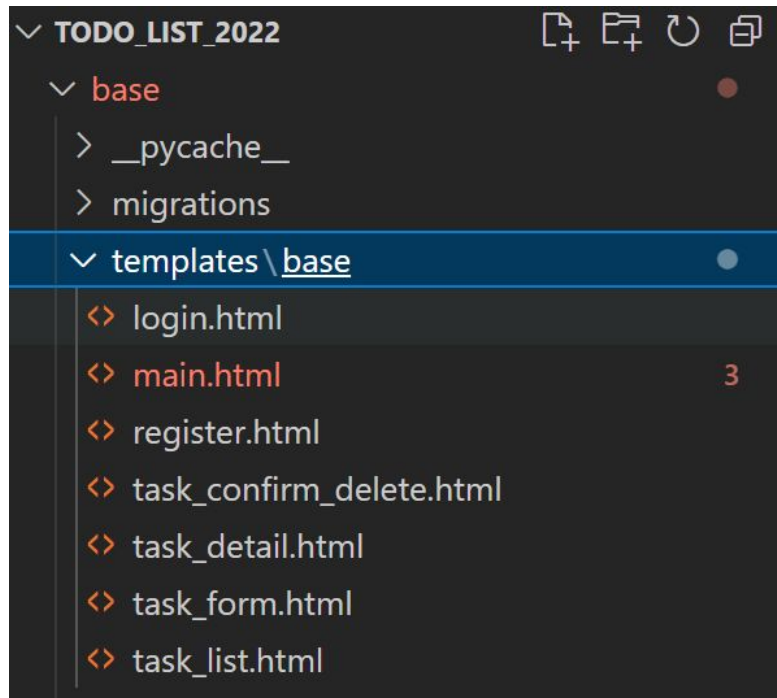 TODO_LIST_2022
base
__pycache__
migrations
templates\base
login.html
main.html 3
register.html
task_confirm_delete.html
task_detail.html
task_form.html
task_list.html